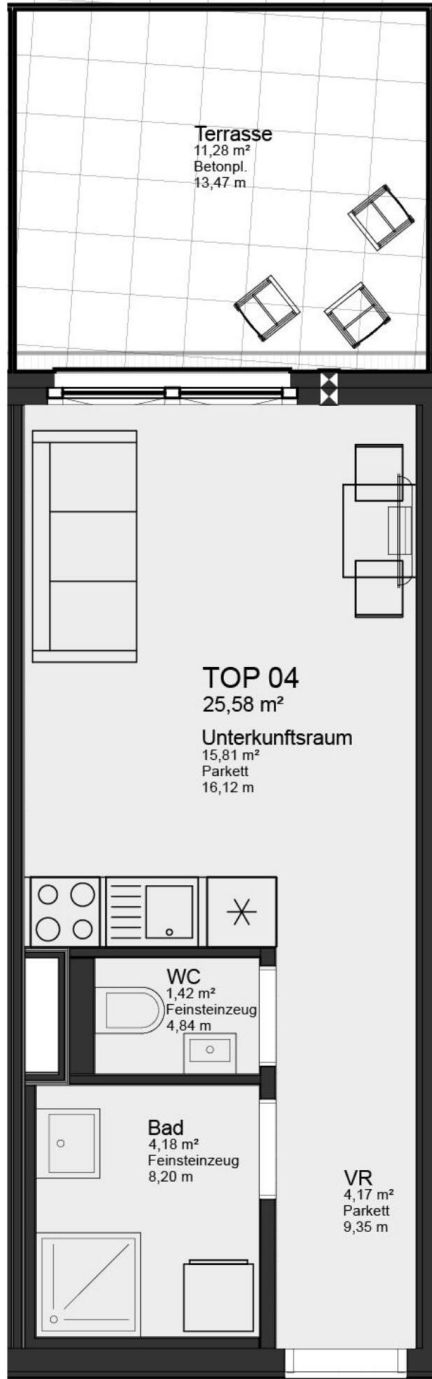 Terrasse
11,28 m²
Betonpl.
13,47 m
TOP 04
25,58 m²
Unterkunftsraum
15,81 m²
Parkett
16,12 m
WC
1,42 m²
Feinsteinzeug
4,84 m
Bad
4,18 m²
Feinsteinzeug
8,20 m
VR
4,17 m²
Parkett
9,35 m